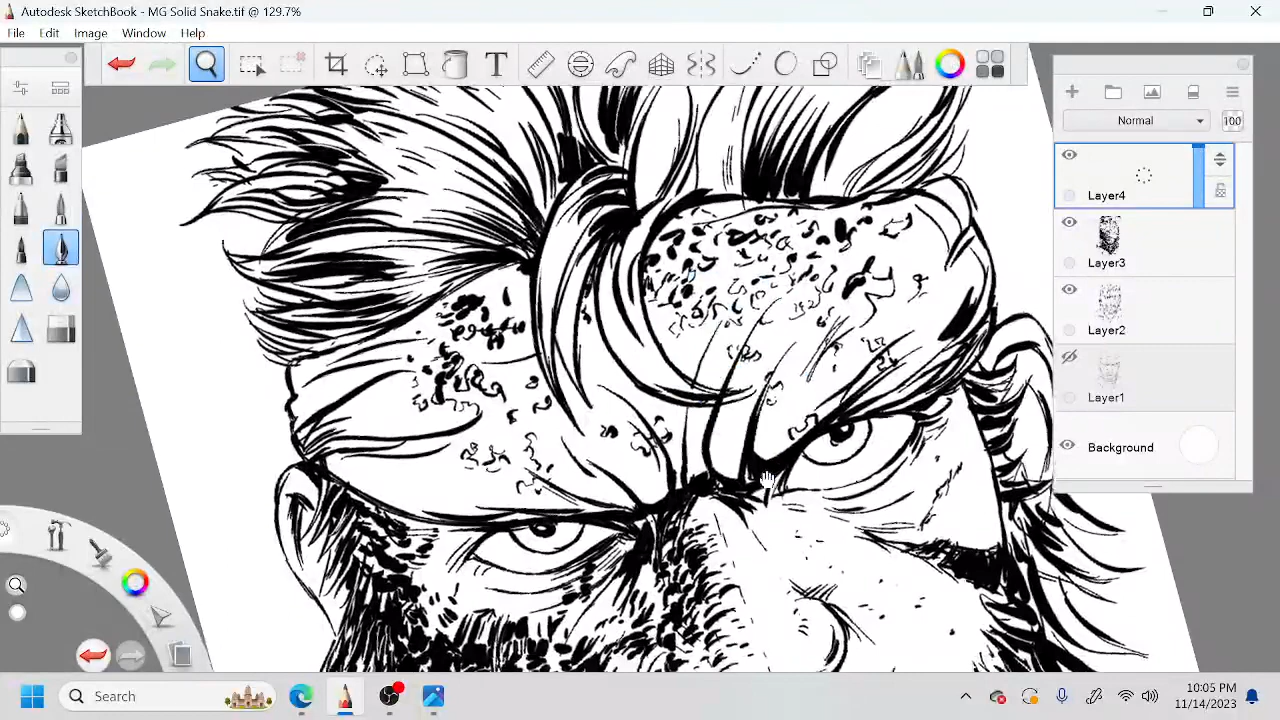 Autodesk SketchBook - MG Solid Snake.tif @ 129.7%
File Edit Image Window Help
T
Normal 100
Layer4
Layer3
Layer2
Layer1
Background
Search
10:05 PM
11/14/2023